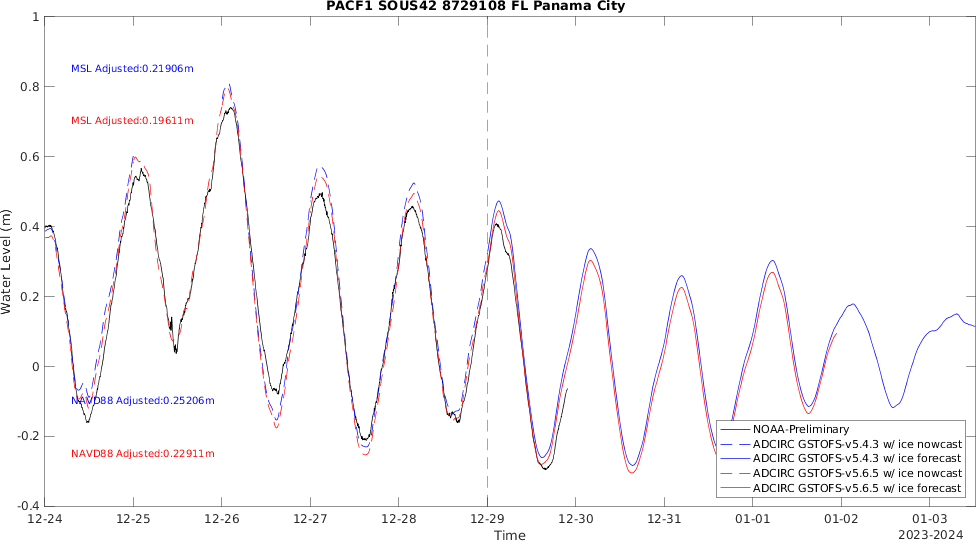 PACF1 SOUS42 8729108 FL Panama City
1
0.8
0.6
0.4
0.2
0
-0.2
-0.4
Water Level (m)
MSL Adjusted:0.21906m
MSL Adjusted:0.19611m
NAVD88 Adjusted:0.25206m
NAVD88 Adjusted:0.22911m
NOAA-Preliminary
ADCIRC GSTOFS-v5.4.3 w/ ice nowcast
ADCIRC GSTOFS-v5.4.3 w/ ice forecast
ADCIRC GSTOFS-v5.6.5 w/ ice nowcast
ADCIRC GSTOFS-v5.6.5 w/ ice forecast
12-24 12-25 12-26 12-27 12-28 12-29 12-30 12-31 01-01 01-02 01-03
Time
2023-2024